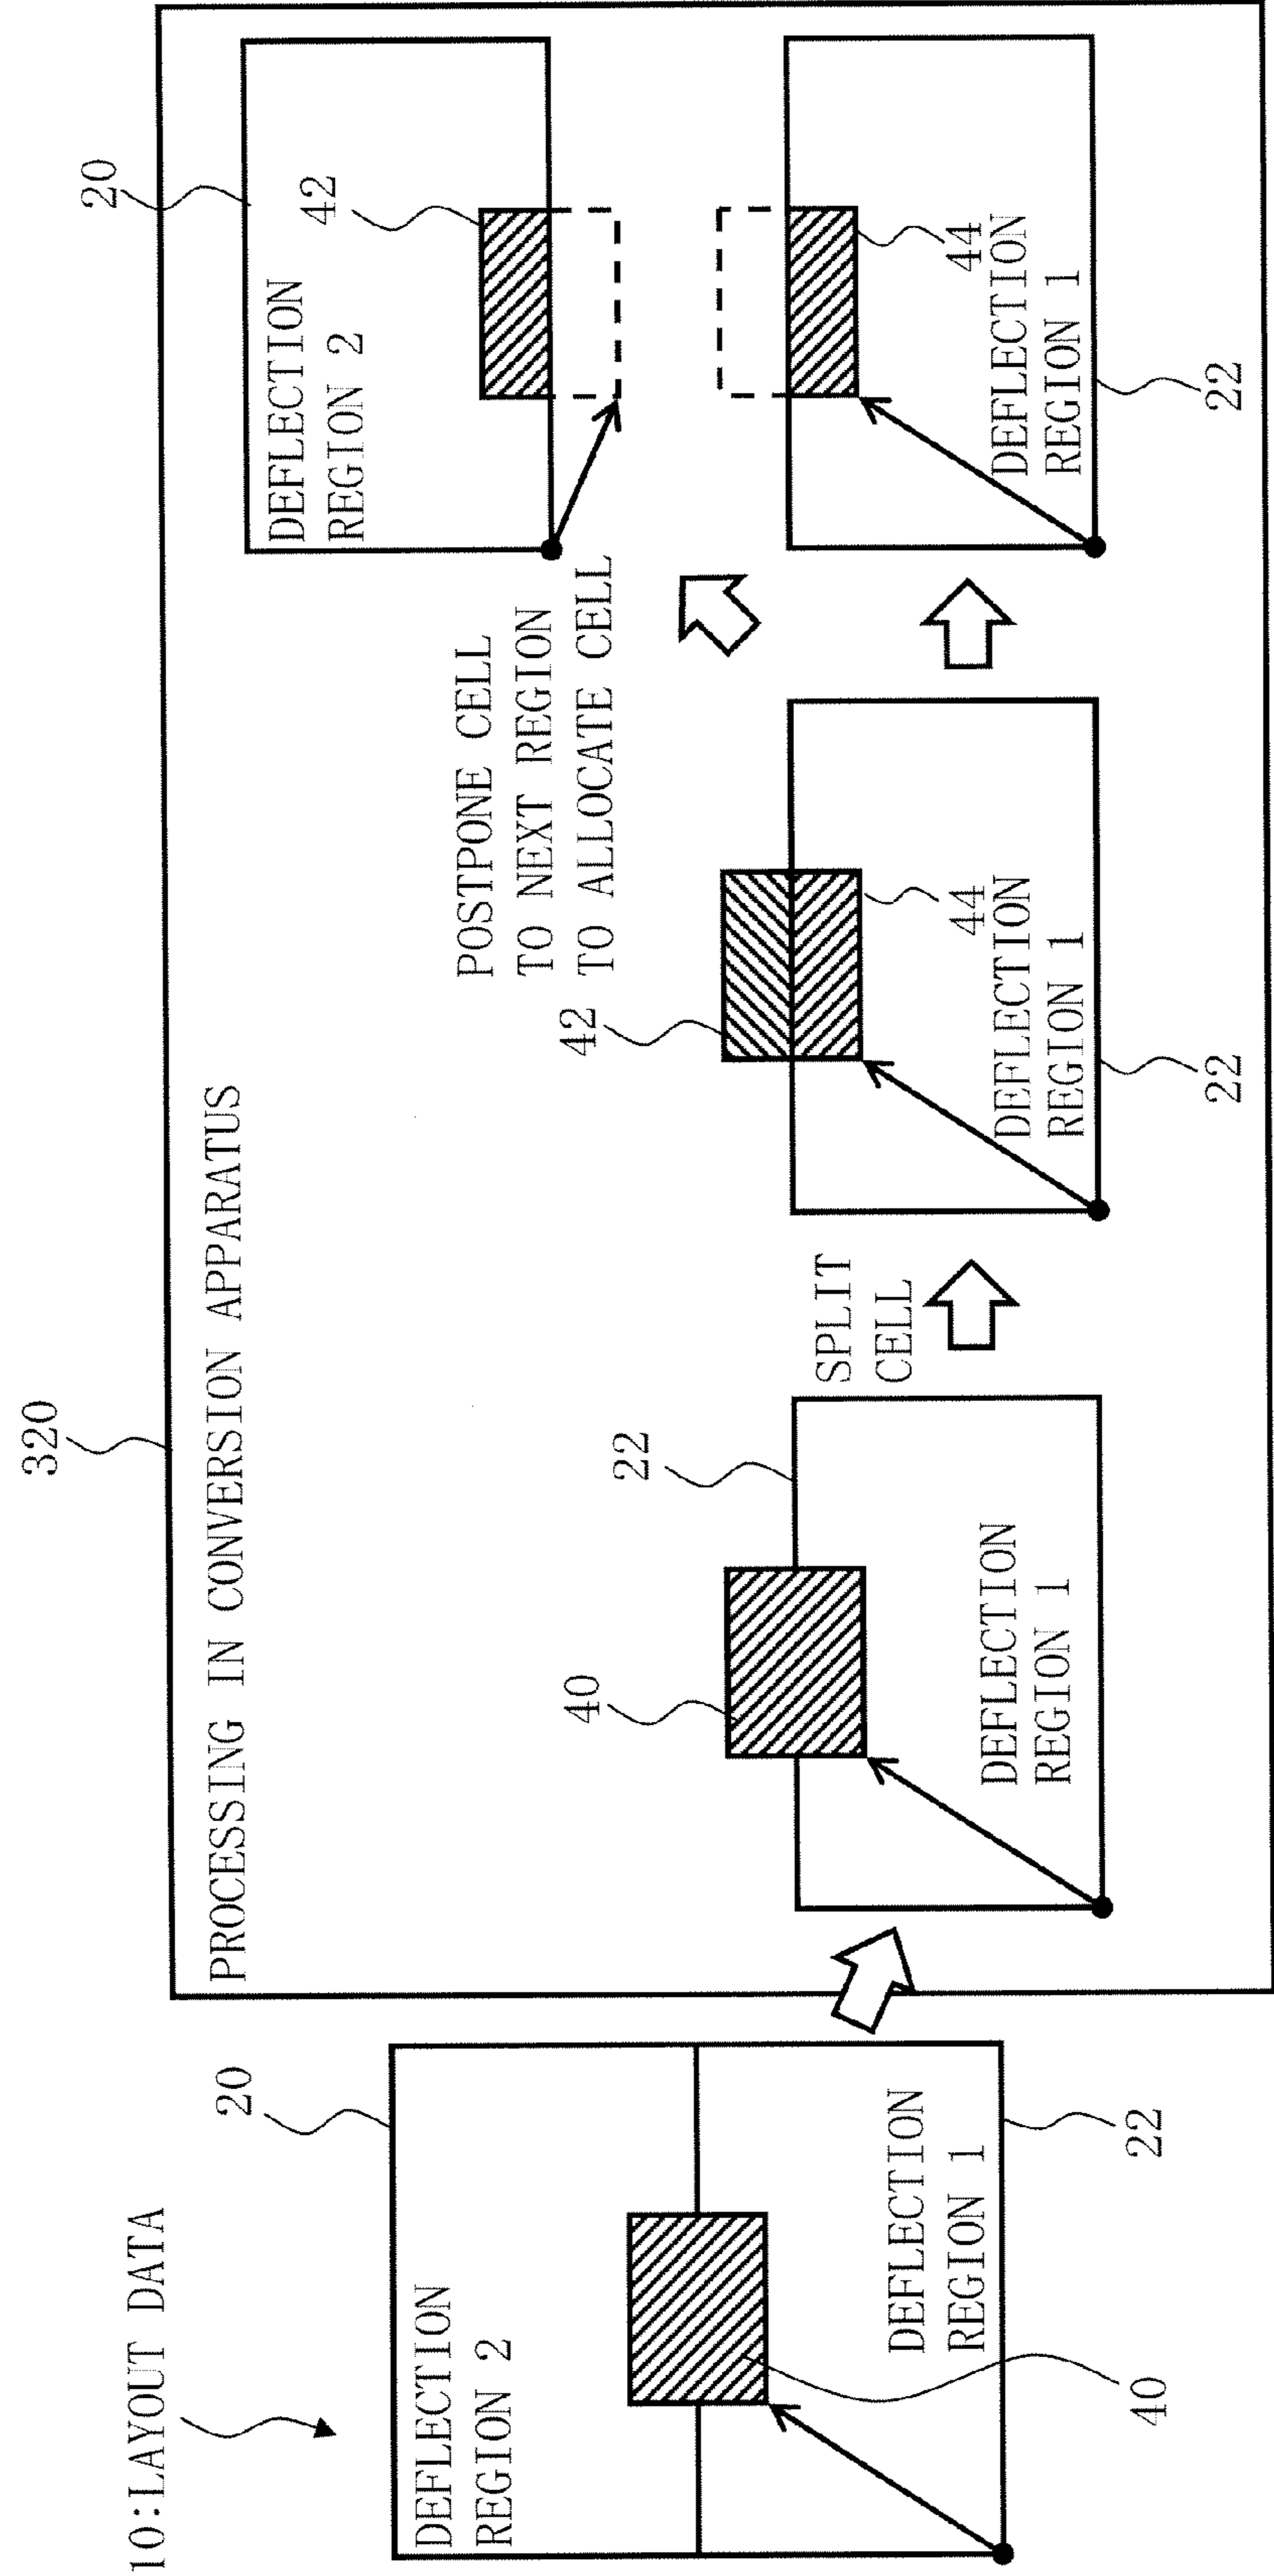 10:LAYOUT DATA
20
DEFLECTION
REGION 2
DEFLECTION
REGION 1
22
40
320
PROCESSING IN CONVERSION APPARATUS
40
22
DEFLECTION
REGION 1
SPLIT
CELL
42
44
DEFLECTION
REGION 1
22
POSTPONE CELL
TO NEXT REGION
TO ALLOCATE CELL
20
DEFLECTION
REGION 2
42
44
DEFLECTION
REGION 1
22